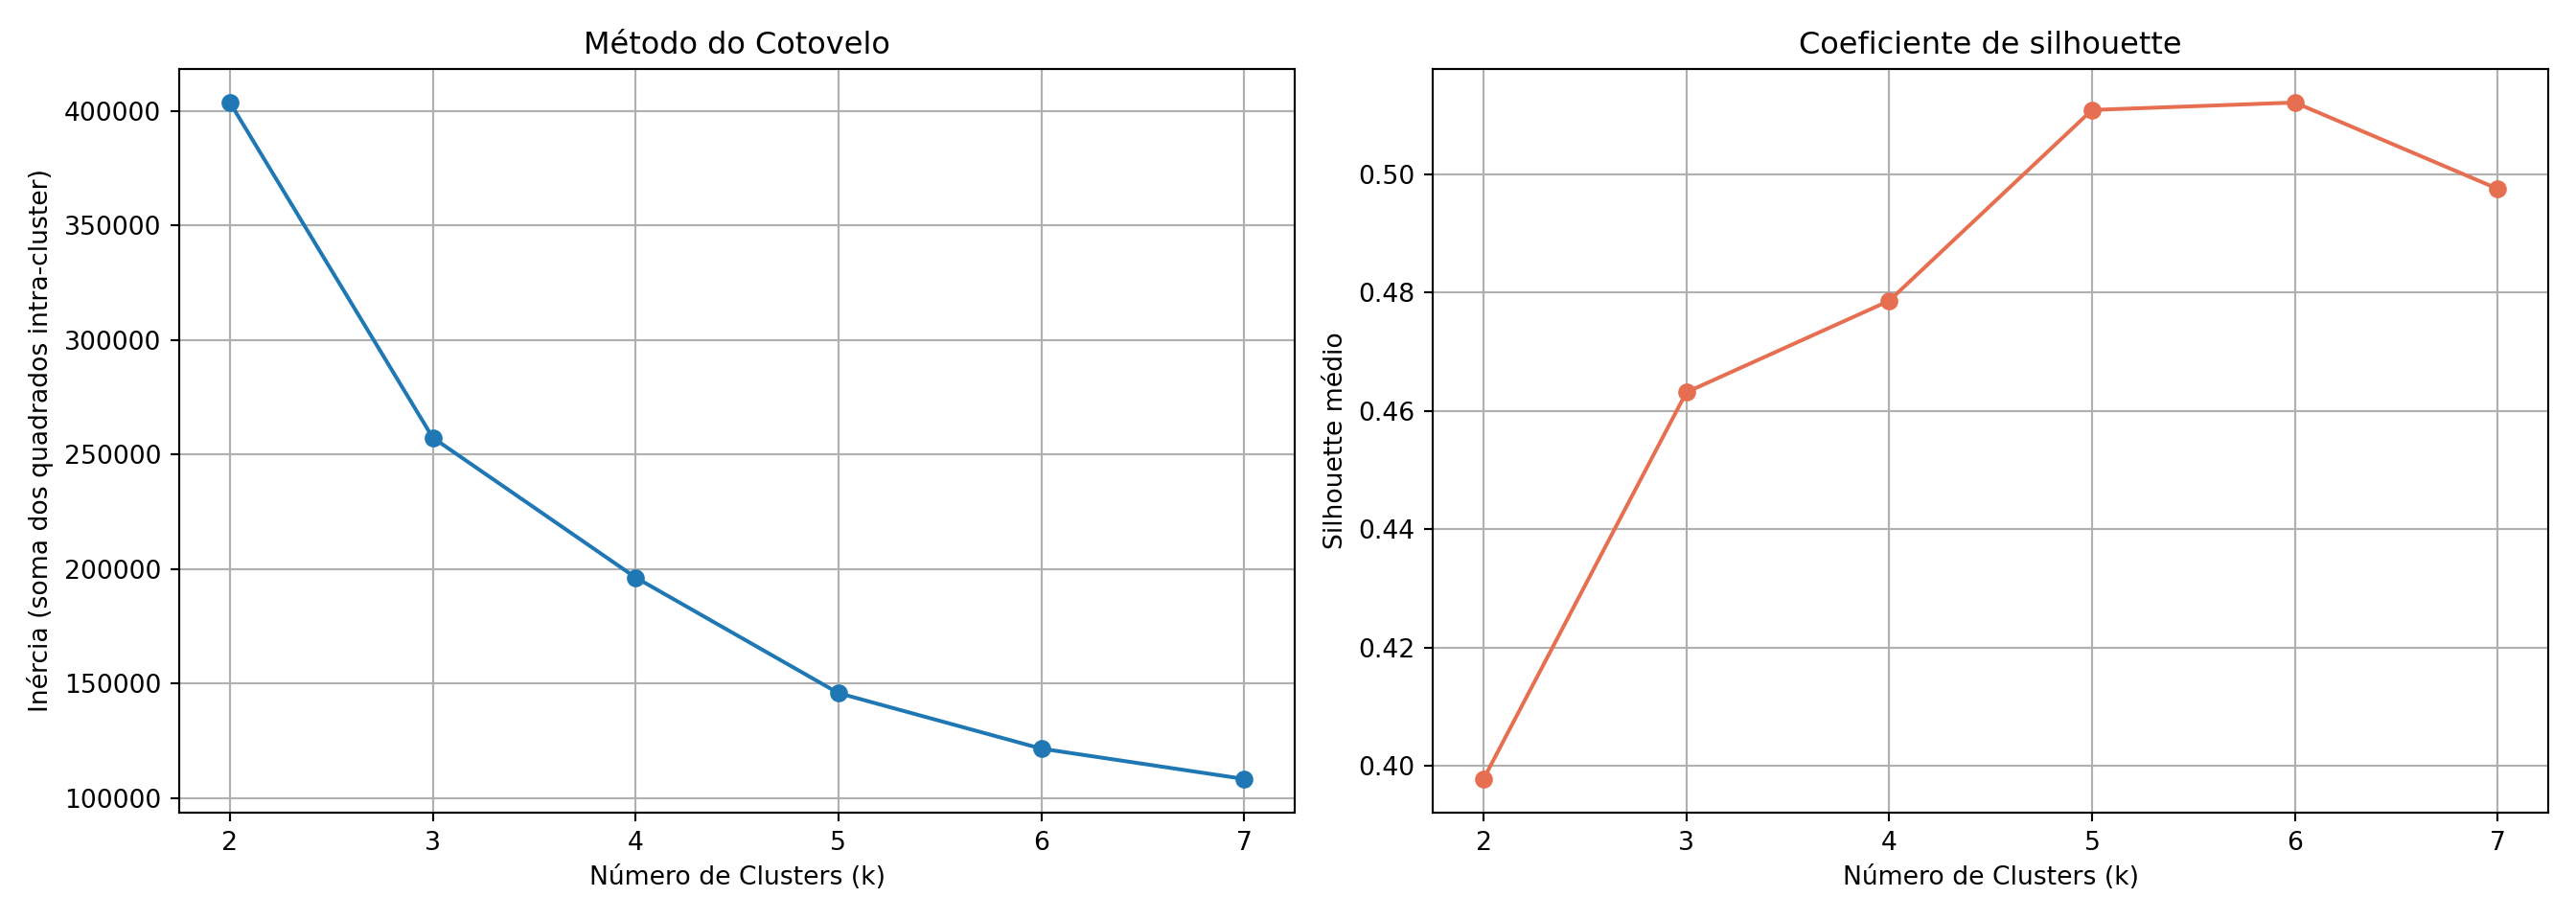 Método do Cotovelo
Inércia (soma dos quadrados intra-cluster)
400000
350000
300000
250000
200000
150000
100000
2 3 4 5 6 7
Número de Clusters (k)
Coeficiente de silhouette
Silhouette médio
0.50
0.48
0.46
0.44
0.42
0.40
2 3 4 5 6 7
Número de Clusters (k)